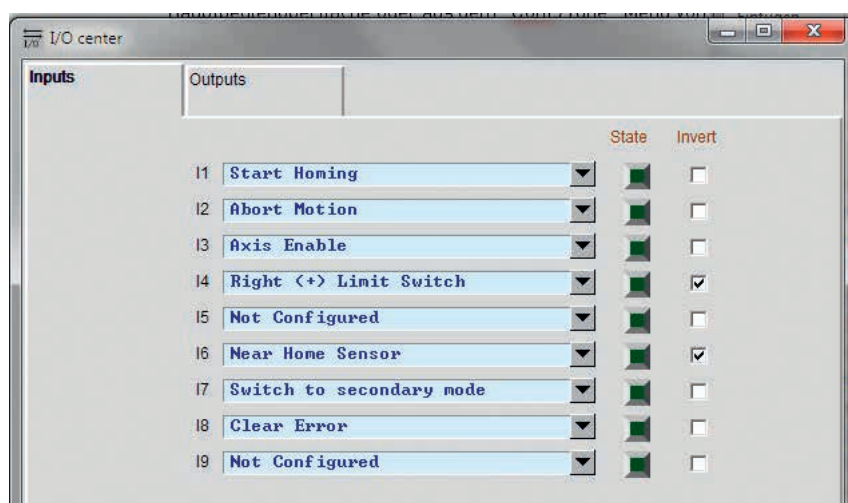 I/O center
Inputs
Outputs
State Invert
I1 Start Homing
I2 Abort Motion
I3 Axis Enable
I4 Right (+) Limit Switch
I5 Not Configured
I6 Near Home Sensor
I7 Switch to secondary mode
I8 Clear Error
I9 Not Configured